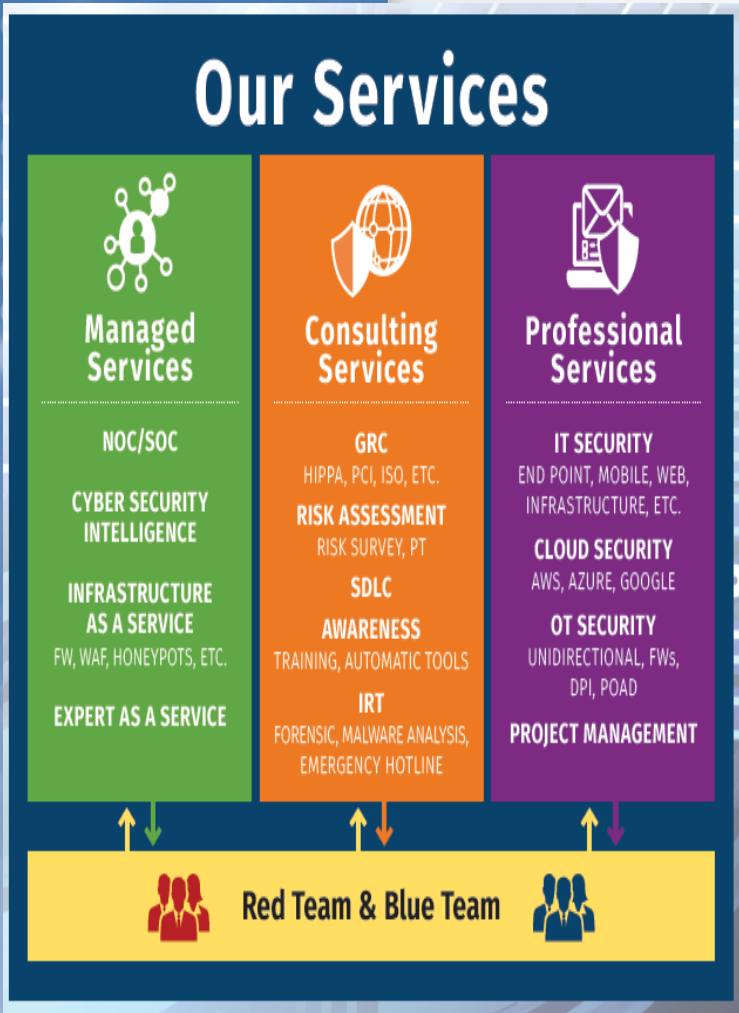 Our Services
Managed
Services
NOC/SOC
CYBER SECURITY
INTELLIGENCE
INFRASTRUCTURE
AS A SERVICE
FW, WAF, HONEYPOTS, ETC.
EXPERT AS A SERVICE
Consulting
Services
GRC
HIPPA, PCI, ISO, ETC.
RISK ASSESSMENT
RISK SURVEY, PT
SDLC
AWARENESS
TRAINING, AUTOMATIC TOOLS
IRT
FORENSIC, MALWARE ANALYSIS,
EMERGENCY HOTLINE
Professional
Services
IT SECURITY
END POINT, MOBILE, WEB,
INFRASTRUCTURE, ETC.
CLOUD SECURITY
AWS, AZURE, GOOGLE
OT SECURITY
UNIDIRECTIONAL, FWs,
DPI, POAD
PROJECT MANAGEMENT
Red Team & Blue Team